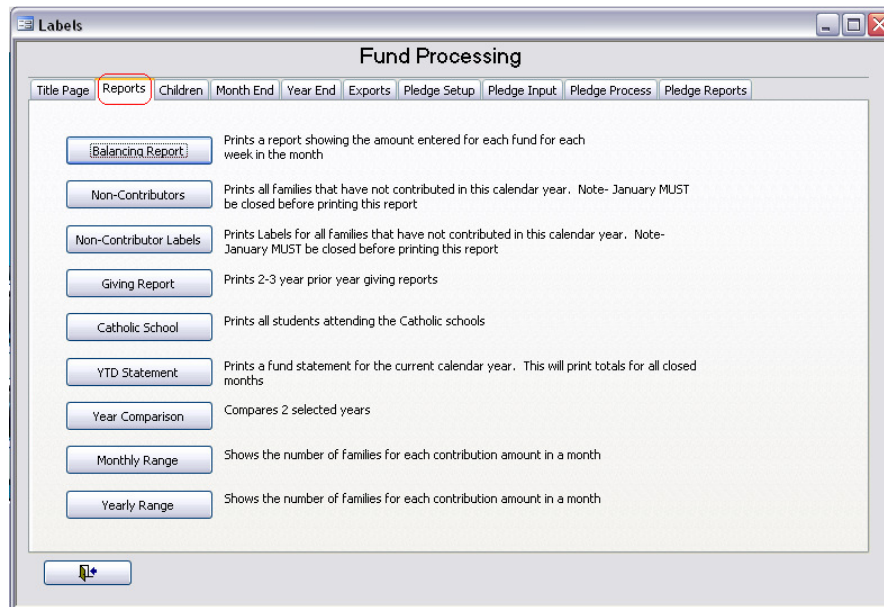 Labels
Fund Processing
Title Page Reports Children Month End Year End Exports Pledge Setup Pledge Input Pledge Process Pledge Reports
Balancing Report Prints a report showing the amount entered for each fund for each
week in the month
Non-Contributors Prints all families that have not contributed in this calendar year. Note- January MUST
be closed before printing this report
Non-Contributor Labels Prints Labels for all families that have not contributed in this calendar year. Note-
January MUST be closed before printing this report
Giving Report Prints 2-3 year prior year giving reports
Catholic School Prints all students attending the Catholic schools
YTD Statement Prints a fund statement for the current calendar year. This will print totals for all closed
months
Year Comparison Compares 2 selected years
Monthly Range Shows the number of families for each contribution amount in a month
Yearly Range Shows the number of families for each contribution amount in a month